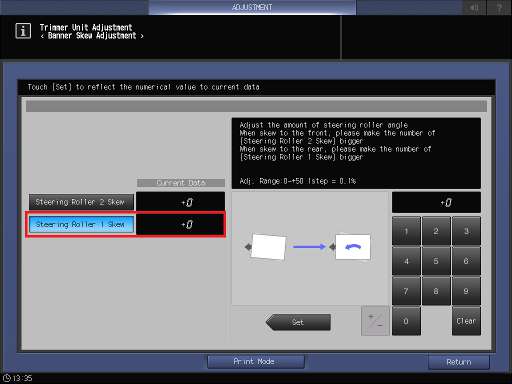 ADJUSTMENT
?
i
Trimmer Unit Adjustment
< Banner Skew Adjustment >
Touch [Set] to reflect the numerical value to current data
Adjust the amount of steering roller angle
When skew to the front, please make the number of
[Steering Roller 2 Skew] bigger
When skew to the rear, please make the number of
[Steering Roller 1 Skew] bigger
Adj. Range:0~+50 1step = 0.1%
Current Data
Steering Roller 2 Skew +0 +0
Steering Roller 1 Skew +0
1 2 3
4 5 6
7 8 9
Set +/- 0 Clear
Print Mode Return
13:35